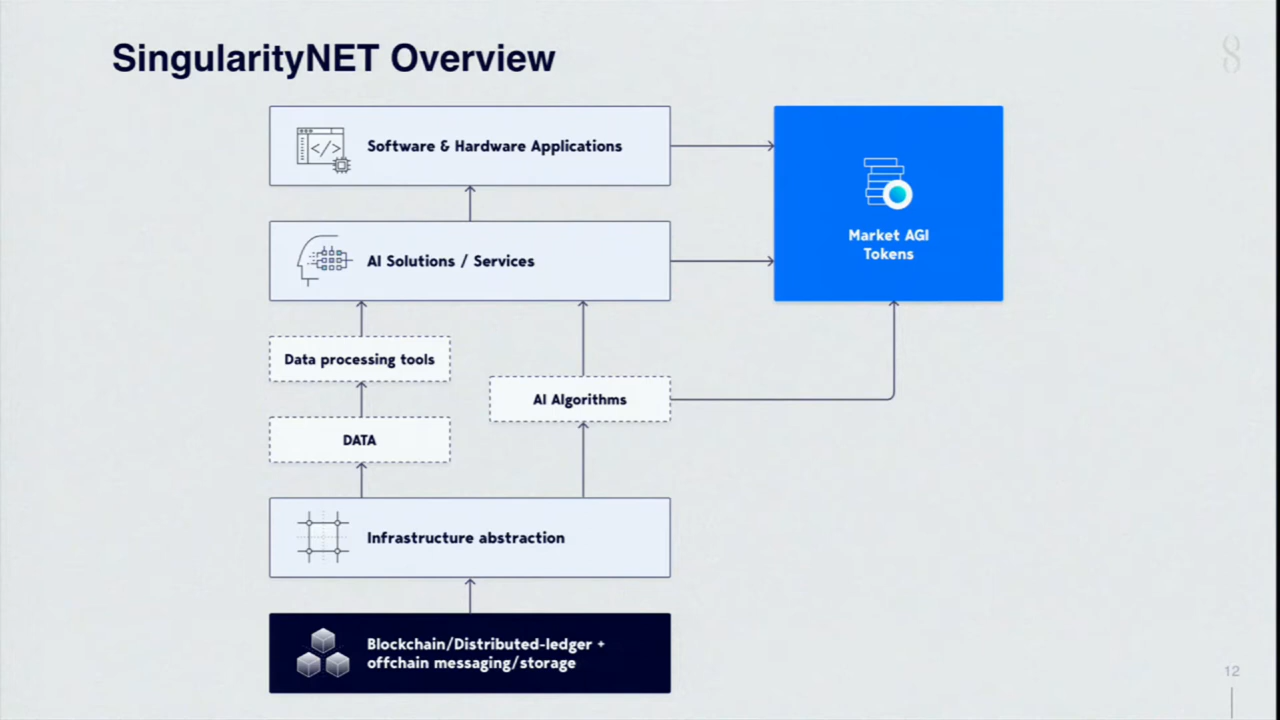 SingularityNET Overview
Software & Hardware Applications
Market AGI
Tokens
AI Solutions / Services
Data processing tools
AI Algorithms
DATA
Infrastructure abstraction
Blockchain/Distributed-ledger +
offchain messaging/storage
12